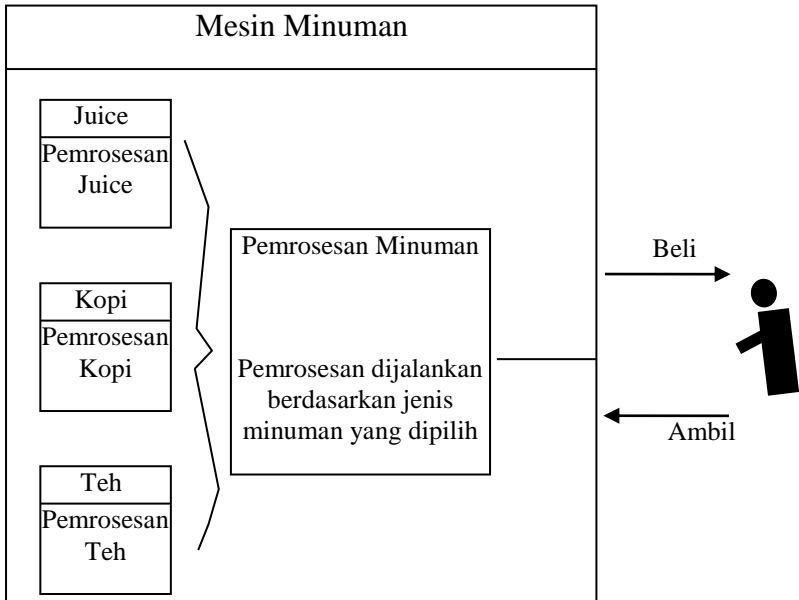 Mesin Minuman
Juice
Pemrosesan
Juice
Kopi
Pemrosesan
Kopi
Teh
Pemrosesan
Teh
Pemrosesan Minuman
Pemrosesan dijalankan
berdasarkan jenis
minuman yang dipilih
Beli
Ambil